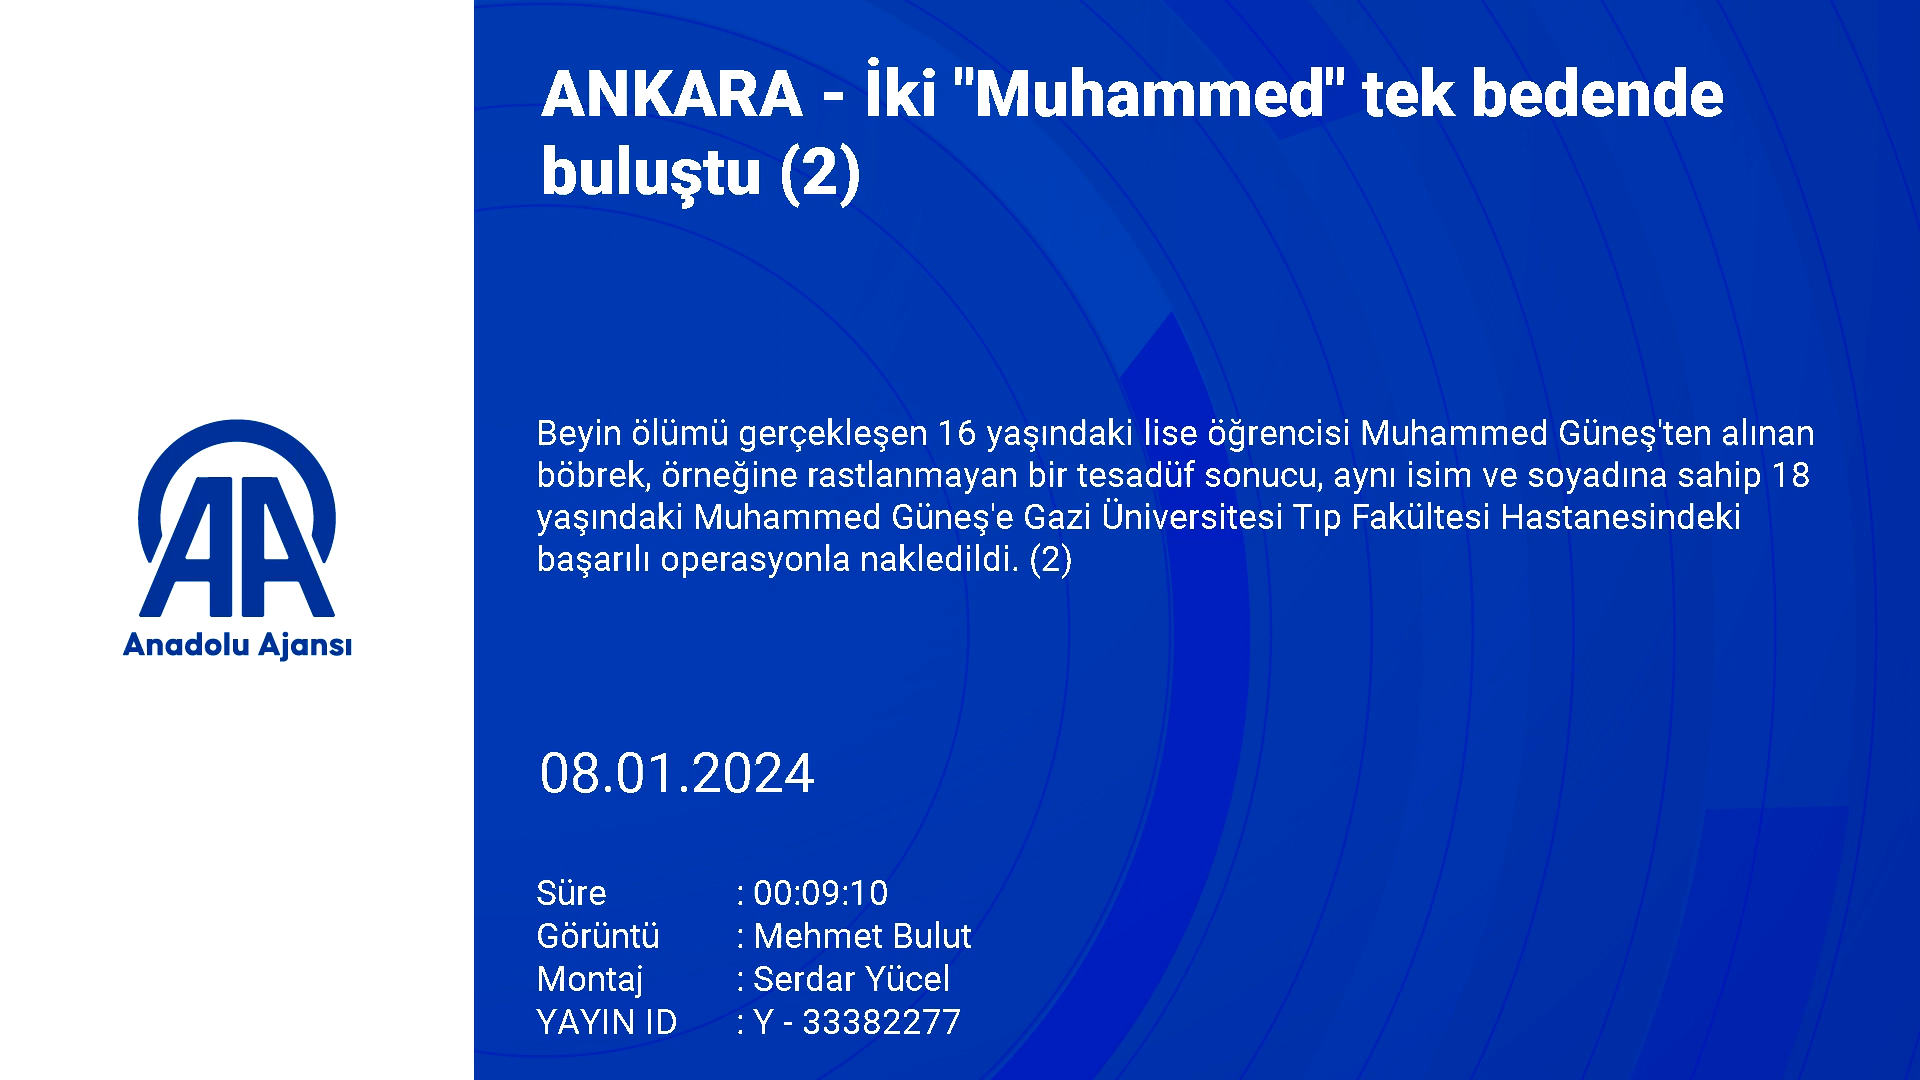 ANKARA - İki "Muhammed" tek bedende
buluştu (2)
Beyin ölümü gerçekleşen 16 yaşındaki lise öğrencisi Muhammed Güneş'ten alınan
böbrek, örneğine rastlanmayan bir tesadüf sonucu, aynı isim ve soyadına sahip 18
yaşındaki Muhammed Güneş'e Gazi Üniversitesi Tıp Fakültesi Hastanesindeki
başarılı operasyonla nakledildi. (2)
AA
Anadolu Ajansı
08.01.2024
Süre : 00:09:10
Görüntü : Mehmet Bulut
Montaj : Serdar Yücel
YAYIN ID : Y - 33382277